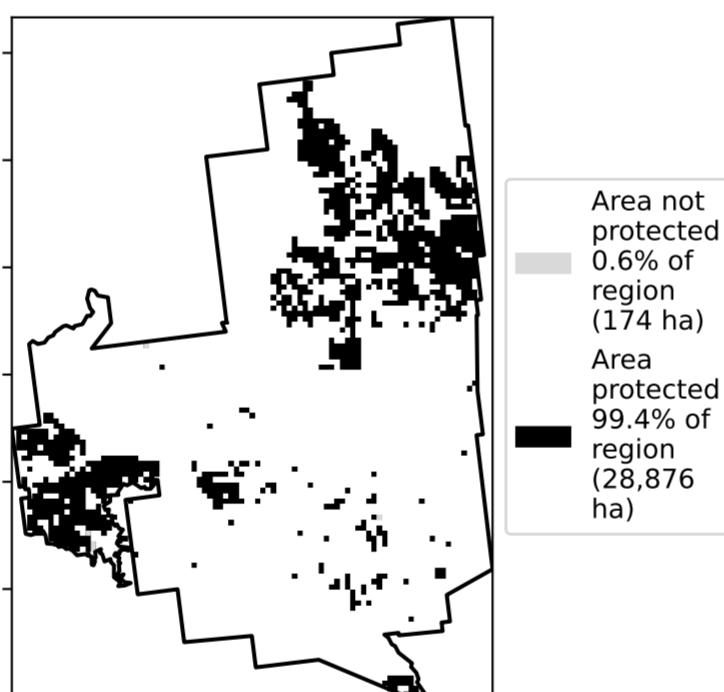 Area not
protected
0.6% of
region
(174 ha)
Area
protected
99.4% of
region
(28,876
ha)